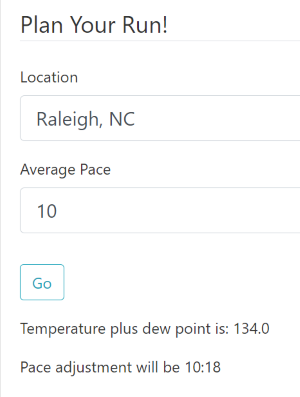 Plan Your Run!
Location
Raleigh, NC
Average Pace
10
Go
Temperature plus dew point is: 134.0
Pace adjustment will be 10:18